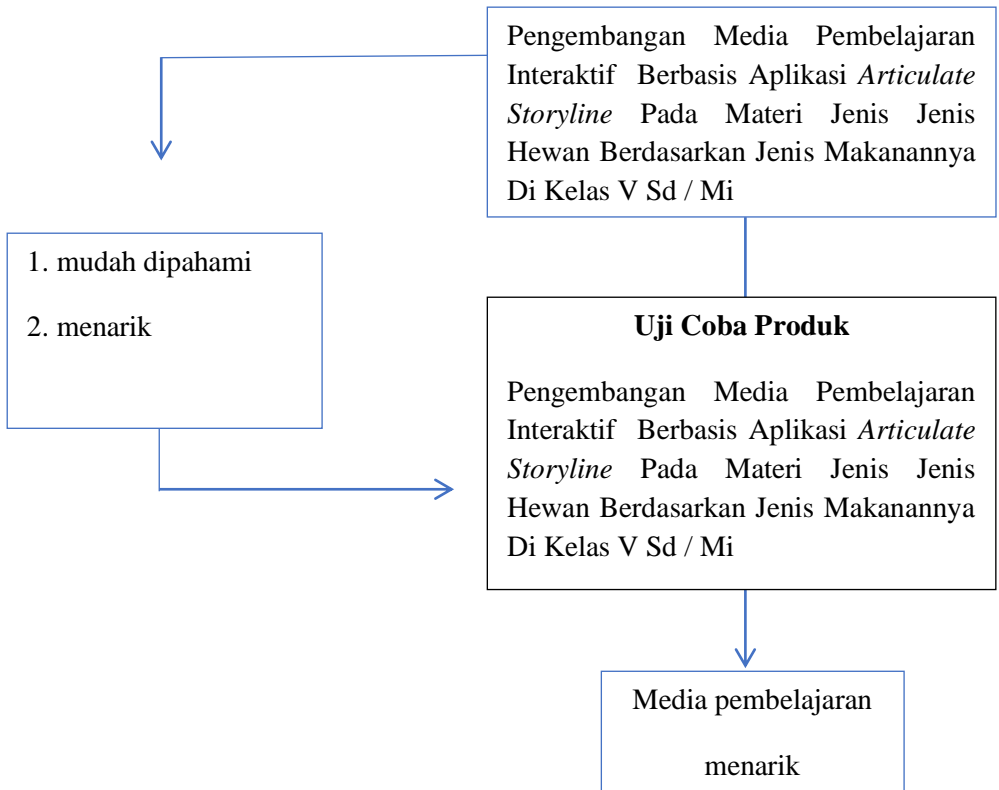 Pengembangan Media Pembelajaran
Interaktif Berbasis Aplikasi Articulate
Storyline Pada Materi Jenis Jenis
Hewan Berdasarkan Jenis Makanannya
Di Kelas V Sd / Mi
1. mudah dipahami
2. menarik
Uji Coba Produk
Pengembangan Media Pembelajaran
Interaktif Berbasis Aplikasi Articulate
Storyline Pada Materi Jenis Jenis
Hewan Berdasarkan Jenis Makanannya
Di Kelas V Sd / Mi
Media pembelajaran
menarik